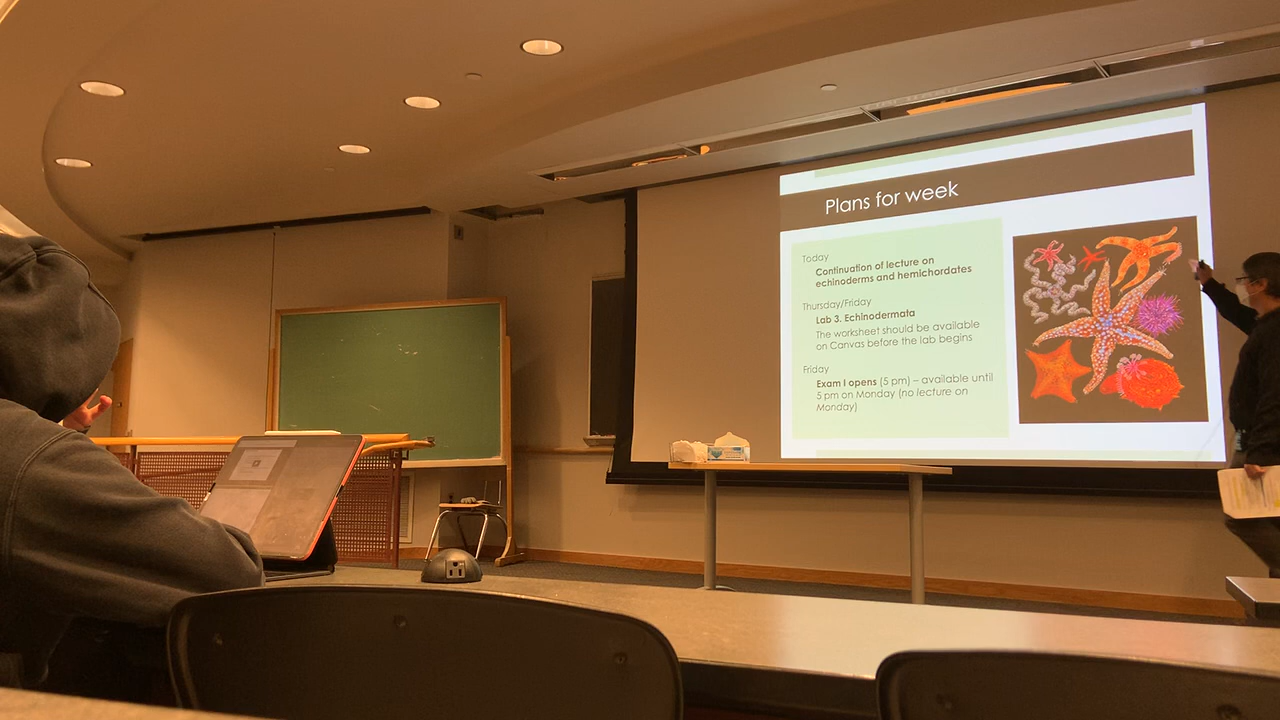 Plans for week
Today
Continuation of lecture on
echinoderms and hemichordates
Thursday/Friday
Lab 3. Echinodermata
The worksheet should be available
on Canvas before the lab begins
Friday
Exam I opens (5 pm) – available until
5 pm on Monday (no lecture on
Monday)